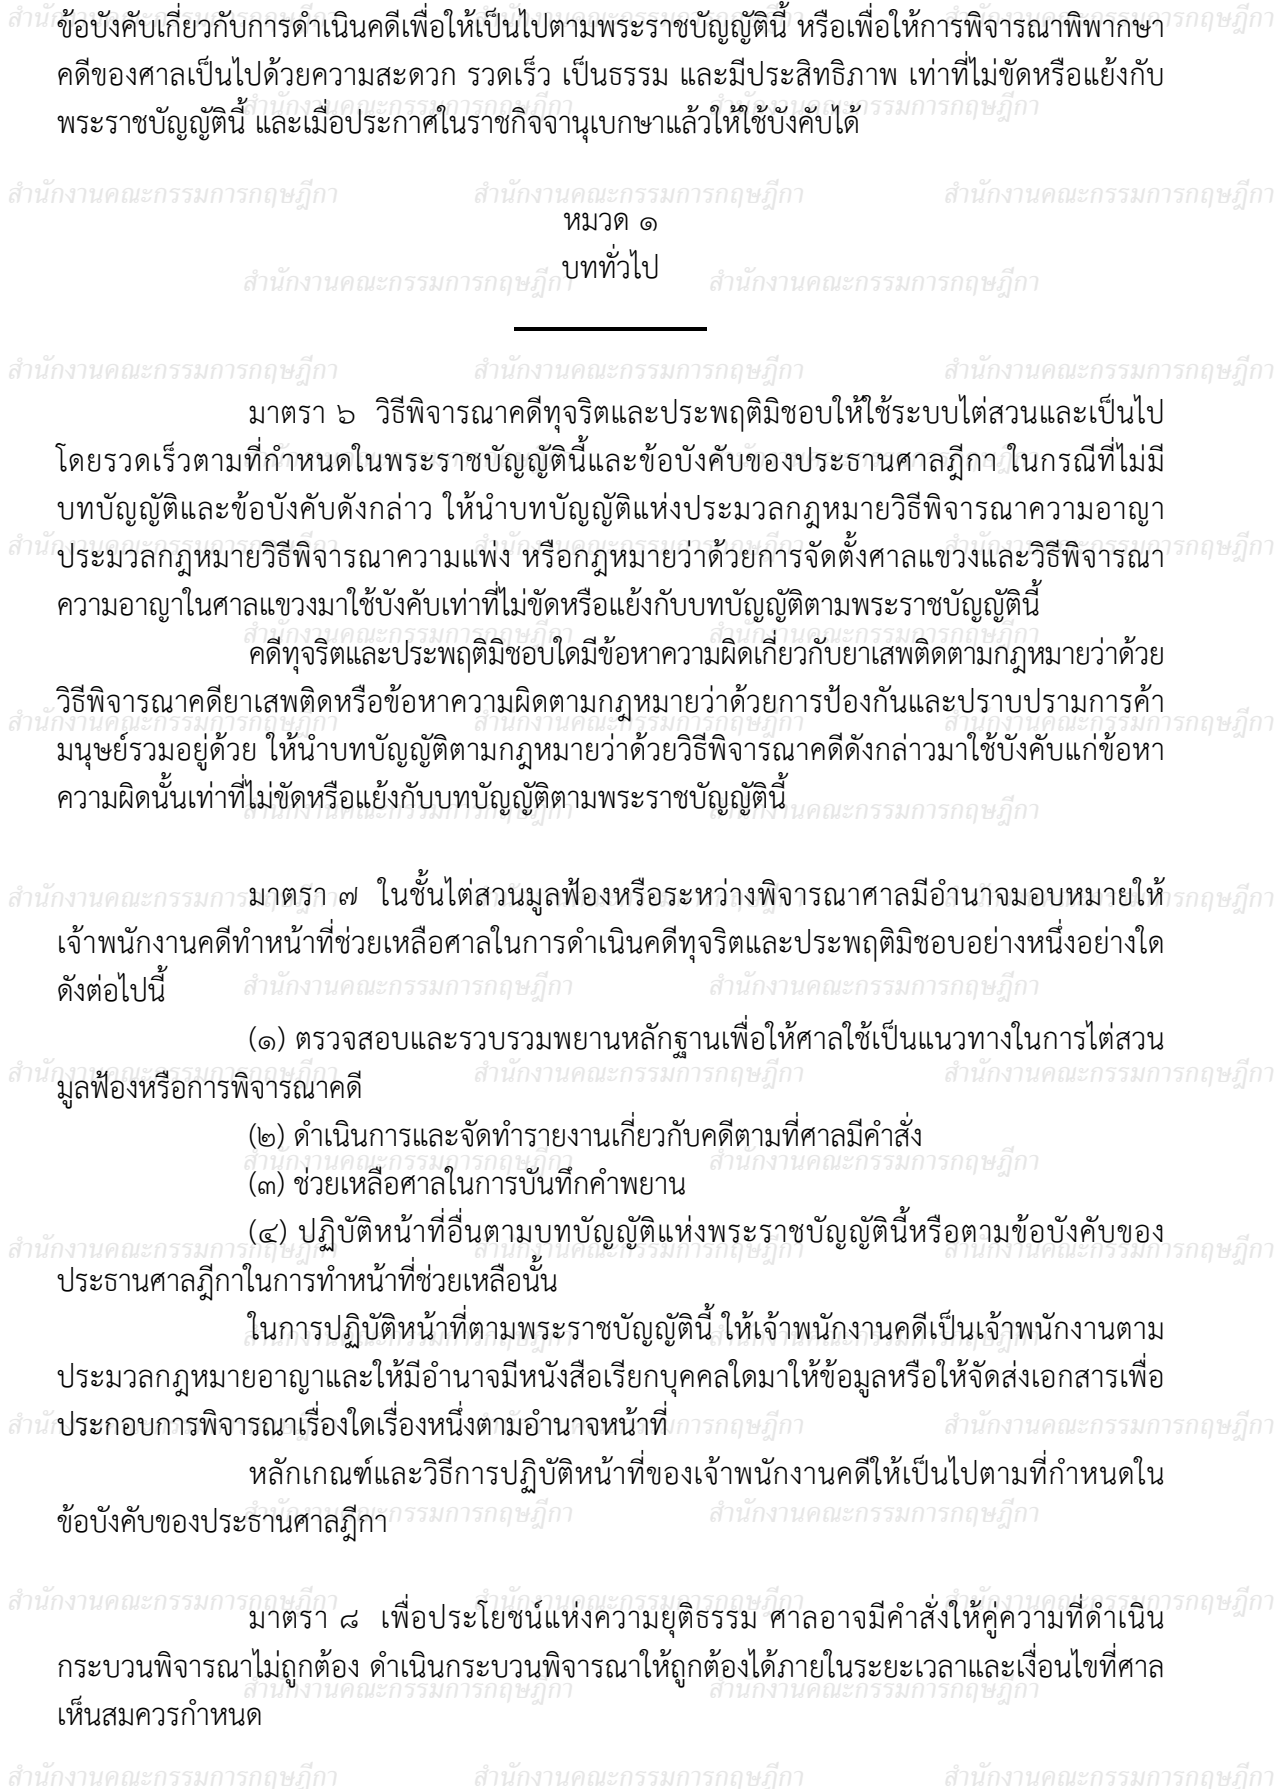 ข้อบังคับเกี่ยวกับการดำเนินคดีเพื่อให้เป็นไปตามพระราชบัญญัตินี้ หรือเพื่อให้การพิจารณาพิพากษา
คดีของศาลเป็นไปด้วยความสะดวก รวดเร็ว เป็นธรรม และมีประสิทธิภาพ เท่าที่ไม่ขัดหรือแย้งกับ
พระราชบัญญัตินี้ และเมื่อประกาศในราชกิจจานุเบกษาแล้วให้ใช้บังคับได้
หมวด ๑
บททั่วไป
มาตรา ๖ วิธีพิจารณาคดีทุจริตและประพฤติมิชอบให้ใช้ระบบไต่สวนและเป็นไป
โดยรวดเร็วตามที่กำหนดในพระราชบัญญัตินี้และข้อบังคับของประธานศาลฎีกา ในกรณีที่ไม่มี
บทบัญญัติและข้อบังคับดังกล่าว ให้นำบทบัญญัติแห่งประมวลกฎหมายวิธีพิจารณาความอาญา
ประมวลกฎหมายวิธีพิจารณาความแพ่ง หรือกฎหมายว่าด้วยการจัดตั้งศาลแขวงและวิธีพิจารณา
ความอาญาในศาลแขวงมาใช้บังคับเท่าที่ไม่ขัดหรือแย้งกับบทบัญญัติตามพระราชบัญญัตินี้
คดีทุจริตและประพฤติมิชอบใดมีข้อหาความผิดเกี่ยวกับยาเสพติดตามกฎหมายว่าด้วย
วิธีพิจารณาคดียาเสพติดหรือข้อหาความผิดตามกฎหมายว่าด้วยการป้องกันและปราบปรามการค้า
มนุษย์รวมอยู่ด้วย ให้นำบทบัญญัติตามกฎหมายว่าด้วยวิธีพิจารณาคดีดังกล่าวมาใช้บังคับแก่ข้อหา
ความผิดนั้นเท่าที่ไม่ขัดหรือแย้งกับบทบัญญัติตามพระราชบัญญัตินี้
มาตรา ๗ ในชั้นไต่สวนมูลฟ้องหรือระหว่างพิจารณาศาลมีอำนาจมอบหมายให้
เจ้าพนักงานคดีทำหน้าที่ช่วยเหลือศาลในการดำเนินคดีทุจริตและประพฤติมิชอบอย่างหนึ่งอย่างใด
ดังต่อไปนี้
(๑) ตรวจสอบและรวบรวมพยานหลักฐานเพื่อให้ศาลใช้เป็นแนวทางในการไต่สวน
มูลฟ้องหรือการพิจารณาคดี
(๒) ดำเนินการและจัดทำรายงานเกี่ยวกับคดีตามที่ศาลมีคำสั่ง
(๓) ช่วยเหลือศาลในการบันทึกคำพยาน
(๔) ปฏิบัติหน้าที่อื่นตามบทบัญญัติแห่งพระราชบัญญัตินี้หรือตามข้อบังคับของ
ประธานศาลฎีกาในการทำหน้าที่ช่วยเหลือนั้น
ในการปฏิบัติหน้าที่ตามพระราชบัญญัตินี้ ให้เจ้าพนักงานคดีเป็นเจ้าพนักงานตาม
ประมวลกฎหมายอาญาและให้มีอำนาจมีหนังสือเรียกบุคคลใดมาให้ข้อมูลหรือให้จัดส่งเอกสารเพื่อ
ประกอบการพิจารณาเรื่องใดเรื่องหนึ่งตามอำนาจหน้าที่
หลักเกณฑ์และวิธีการปฏิบัติหน้าที่ของเจ้าพนักงานคดีให้เป็นไปตามที่กำหนดใน
ข้อบังคับของประธานศาลฎีกา
มาตรา ๘ เพื่อประโยชน์แห่งความยุติธรรม ศาลอาจมีคำสั่งให้คู่ความที่ดำเนิน
กระบวนพิจารณาไม่ถูกต้อง ดำเนินกระบวนพิจารณาให้ถูกต้องได้ภายในระยะเวลาและเงื่อนไขที่ศาล
เห็นสมควรกำหนด
สำนักงานคณะกรรมการกฤษฎีกา สำนักงานคณะกรรมการกฤษฎีกา สำนักงานคณะกรรมการกฤษฎีกา